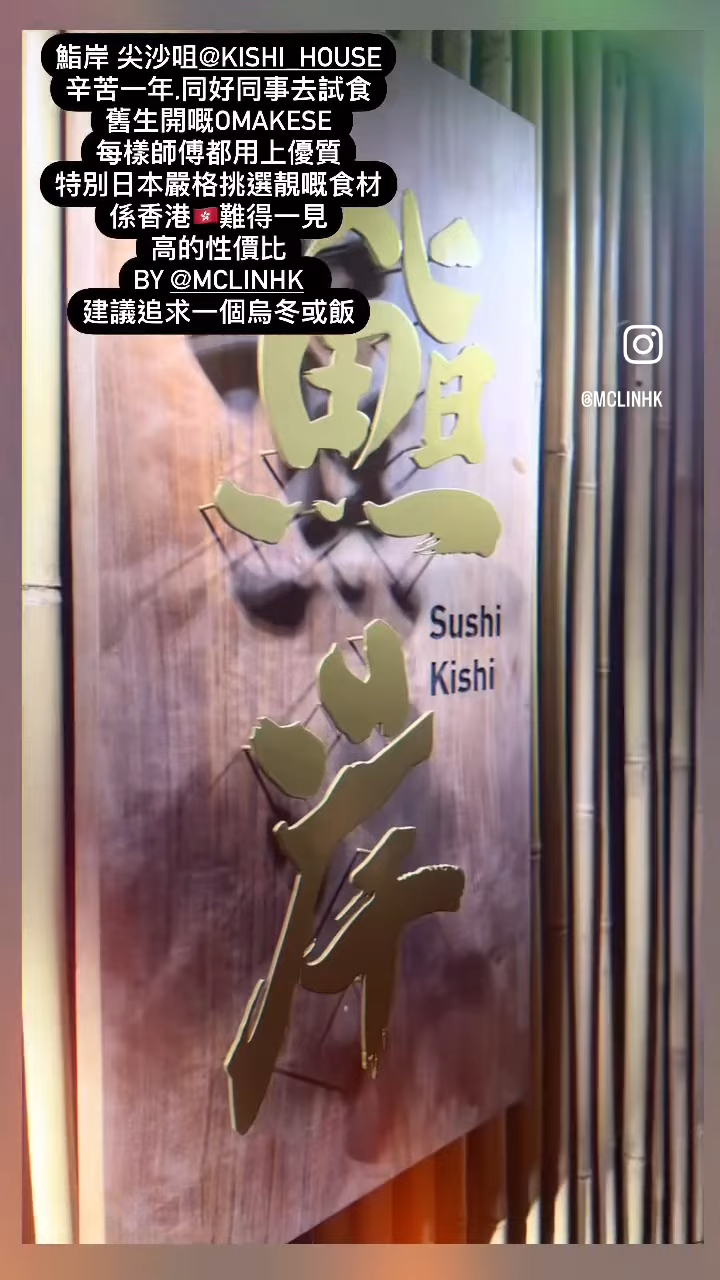 鮨岸 尖沙咀@KISHI_HOUSE
辛苦一年,同好同事去試食
舊生開嘅OMAKESE
每樣師傅都用上優質
特別日本嚴格挑選靚嘅食材
係香港🇭🇰難得一見
高的性價比
BY @MCLINHK
建議追求一個烏冬或飯
@MCLINHK
鮨
岸
Sushi
Kishi